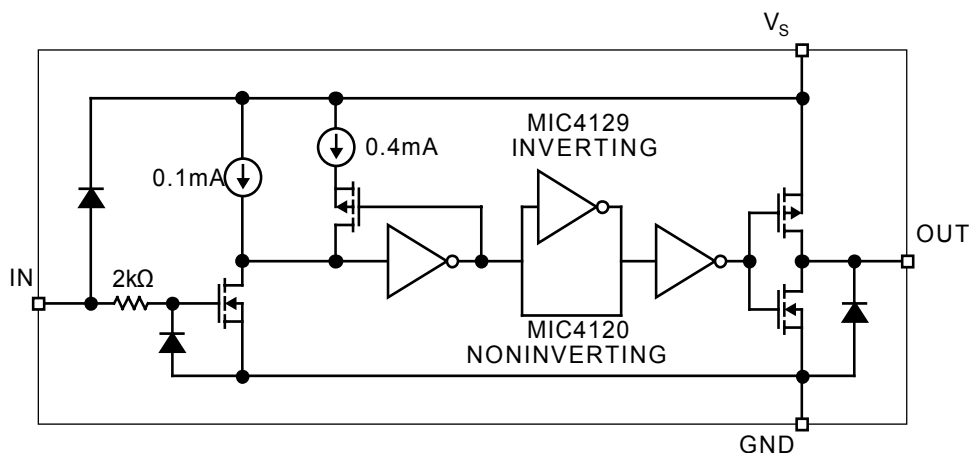 V_S
MIC4129
INVERTING
0.4mA
0.1mA
OUT
IN
2kΩ
MIC4120
NONINVERTING
GND